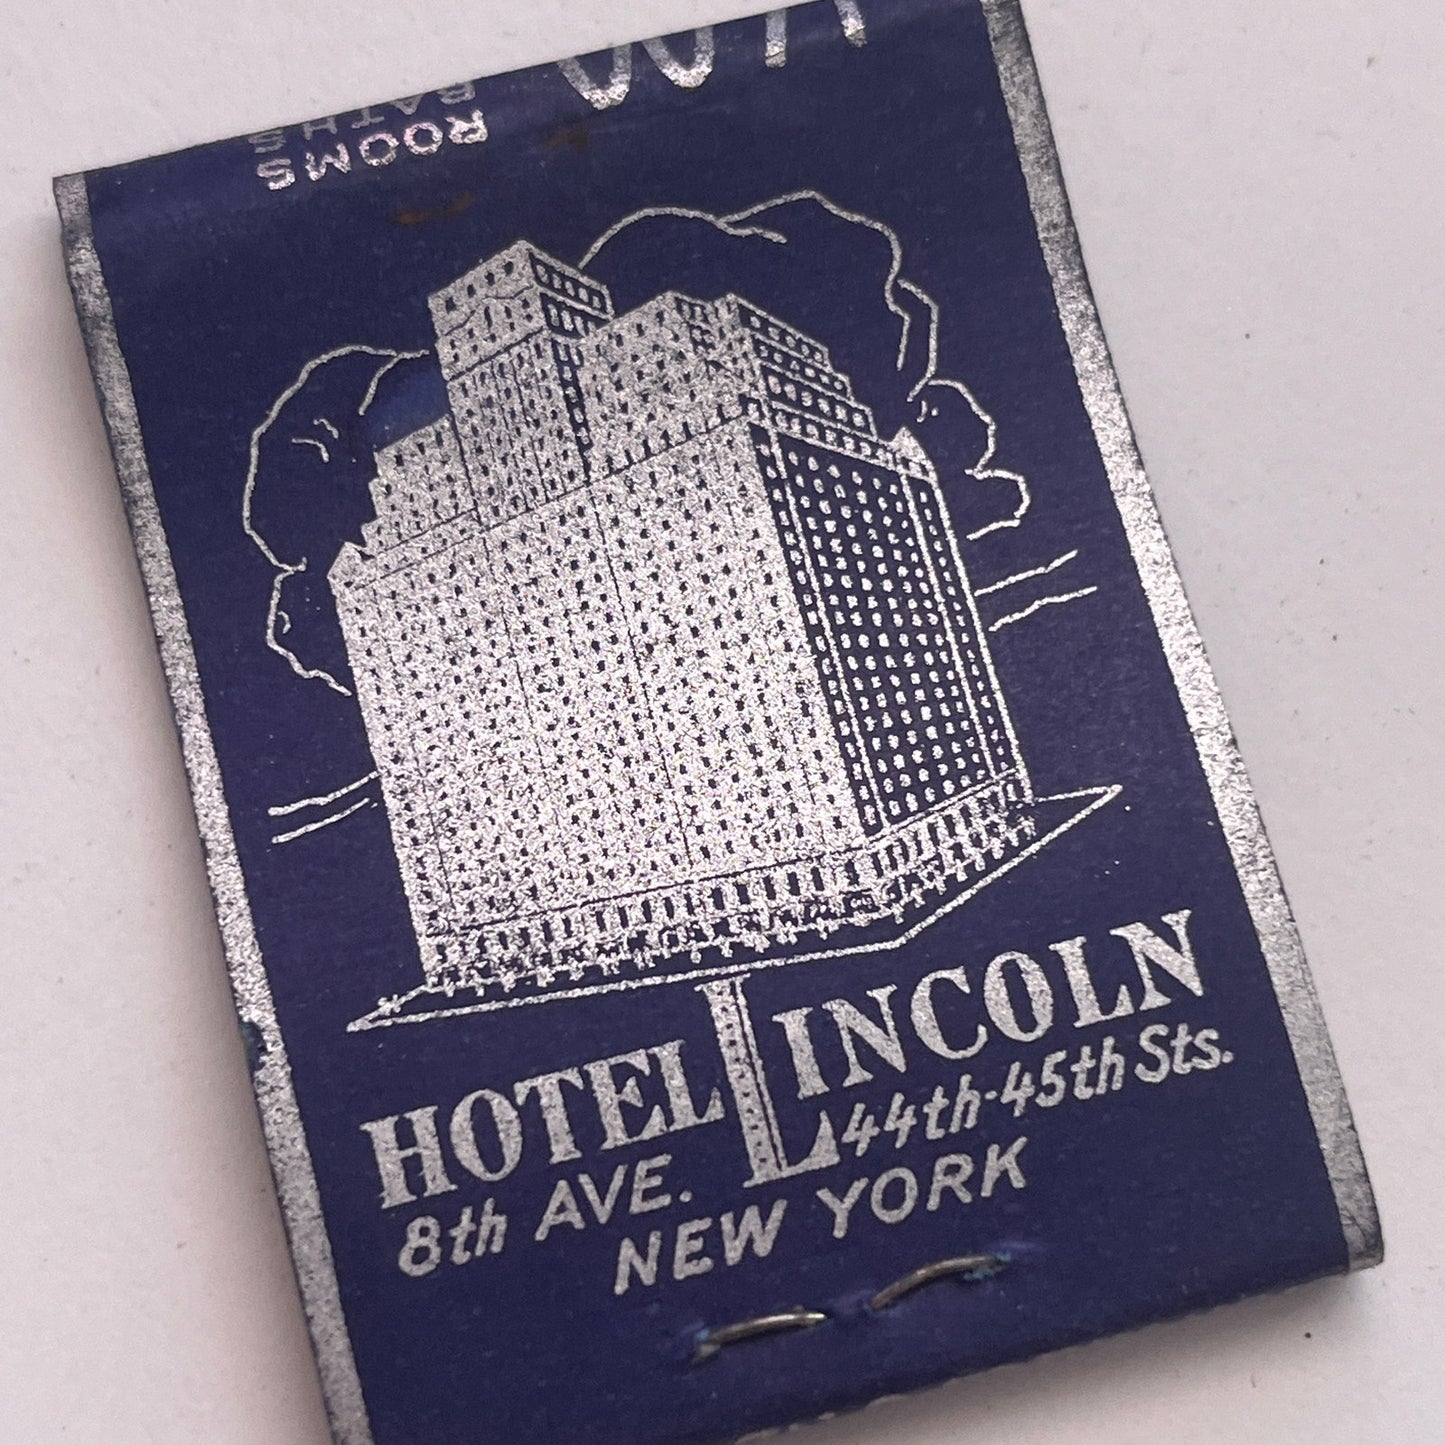 ROOMS
BATHS
HOTEL LINCOLN
8th AVE. 44th-45th Sts.
NEW YORK